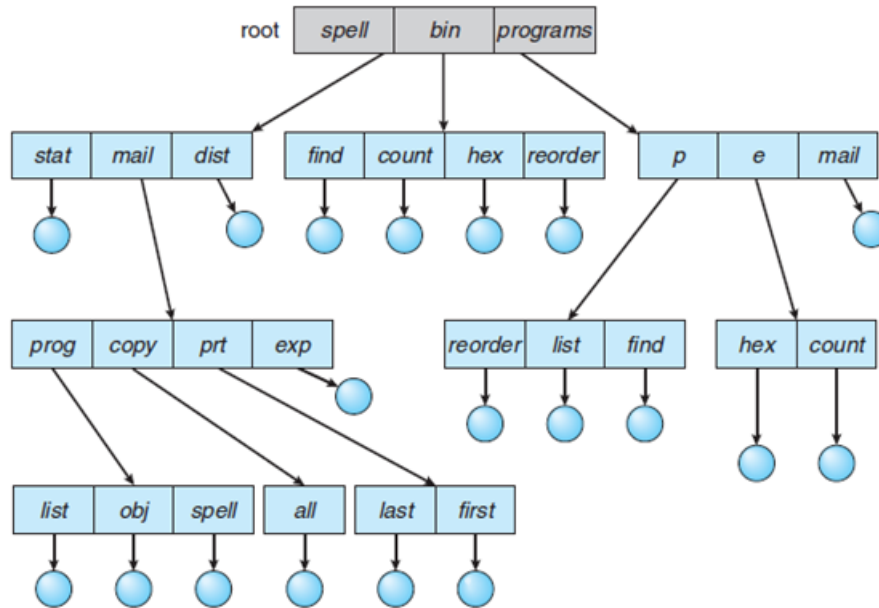 root spell bin programs
stat mail dist find count hex reorder p e mail
prog copy prt exp reorder list find hex count
list obj spell all last first